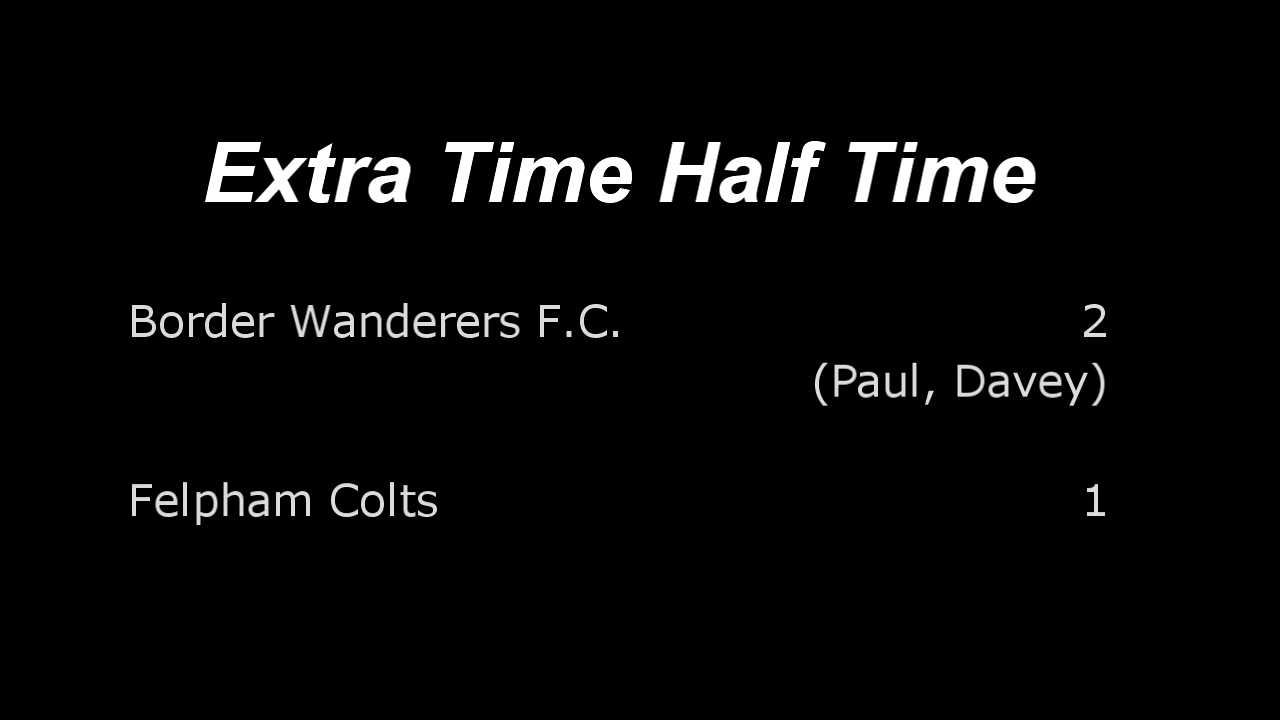 Extra Time Half Time
Border Wanderers F.C. 2
(Paul, Davey)
Felpham Colts 1